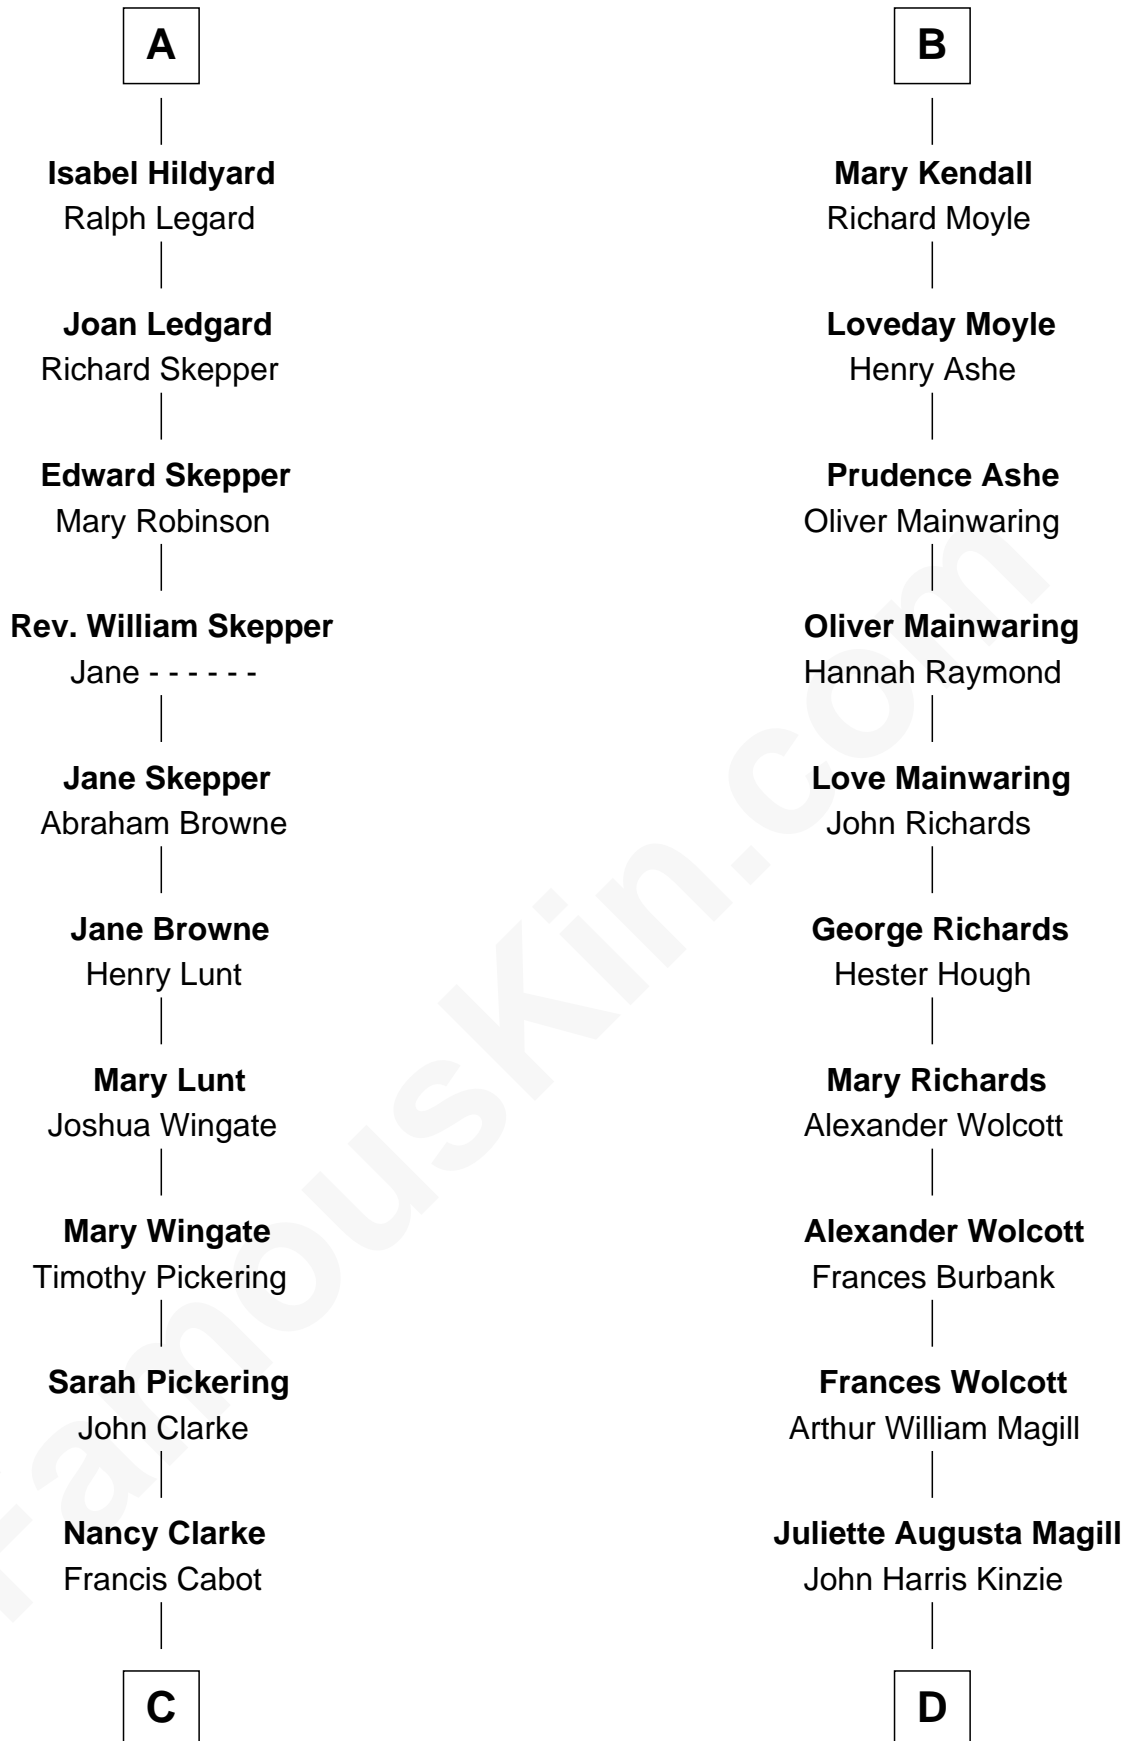 A
Isabel Hildyard
Ralph Legard
Joan Ledgard
Richard Skepper
Edward Skepper
Mary Robinson
Rev. William Skepper
Jane - - - - - -
Jane Skepper
Abraham Browne
Jane Browne
Henry Lunt
Mary Lunt
Joshua Wingate
Mary Wingate
Timothy Pickering
Sarah Pickering
John Clarke
Nancy Clarke
Francis Cabot
C
B
Mary Kendall
Richard Moyle
Loveday Moyle
Henry Ashe
Prudence Ashe
Oliver Mainwaring
Oliver Mainwaring
Hannah Raymond
Love Mainwaring
John Richards
George Richards
Hester Hough
Mary Richards
Alexander Wolcott
Alexander Wolcott
Frances Burbank
Frances Wolcott
Arthur William Magill
Juliette Augusta Magill
John Harris Kinzie
D
FamousKin.com